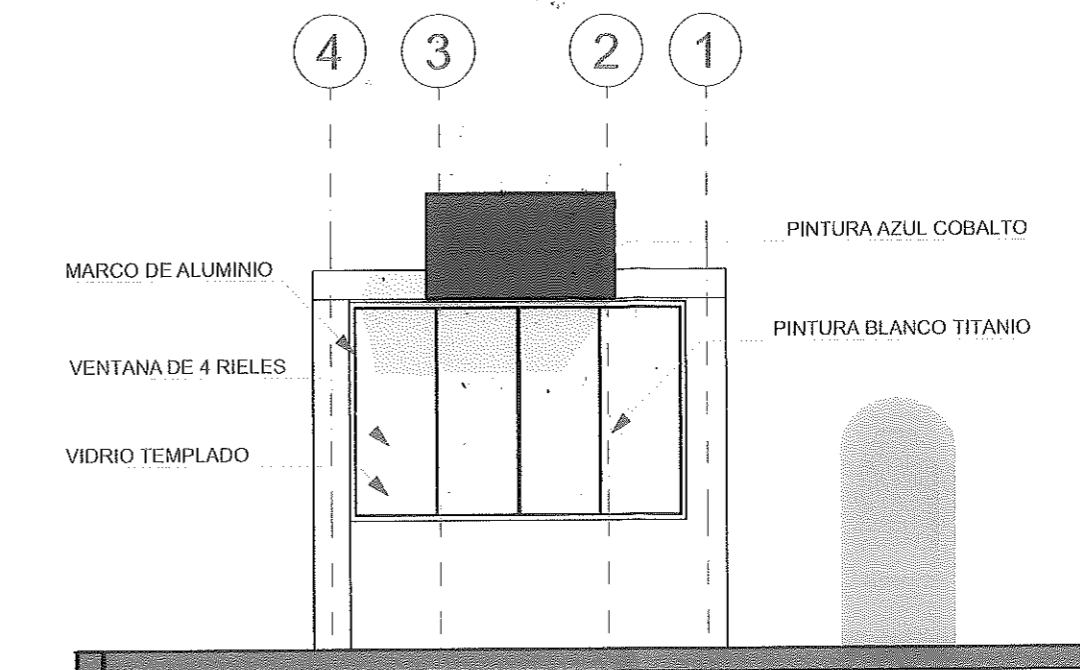 4 3 2 1
PINTURA AZUL COBALTO
MARCO DE ALUMINIO
PINTURA BLANCO TITANIO
VENTANA DE 4 RIELES
VIDRIO TEMPLADO